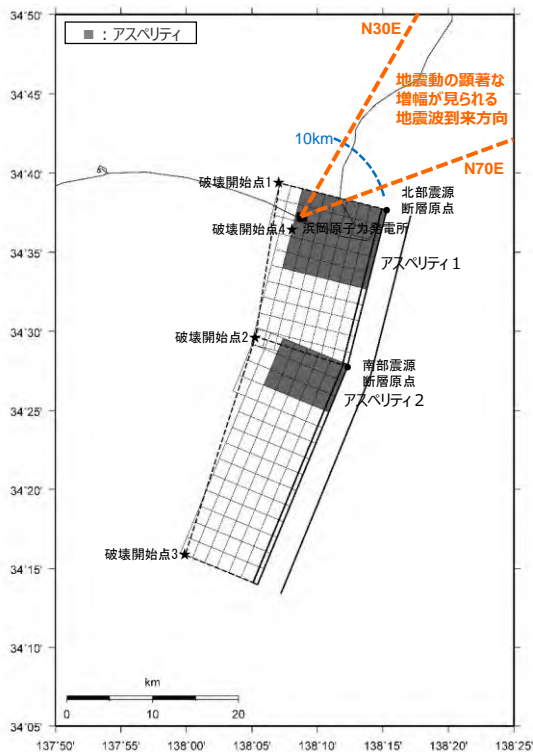 34°50'
■ : アスペリティ
N30E
地震動の顕著な
増幅が見られる
地震波到来方向
34°45'
10km
N70E
34°40'
破壊開始点1
北部震源
断層原点
破壊開始点4
浜岡原子力発電所
34°35'
アスペリティ1
34°30'
破壊開始点2
南部震源
断層原点
34°25'
アスペリティ2
34°20'
34°15'
破壊開始点3
34°10'
km
0 10 20
34°05'
137°50' 137°55' 138°00' 138°05' 138°10' 138°15' 138°20' 138°25'